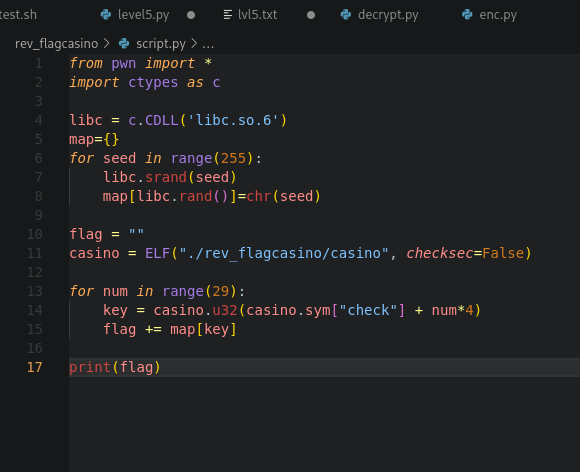 test.sh level5.py lvl5.txt decrypt.py enc.py
rev_flagcasino > script.py > ...
1 from pwn import *
2 import ctypes as c
3
4 libc = c.CDLL('libc.so.6')
5 map={}
6 for seed in range(255):
7     libc.srand(seed)
8     map[libc.rand()]=chr(seed)
9
10 flag = ""
11 casino = ELF("./rev_flagcasino/casino", checksec=False)
12
13 for num in range(29):
14     key = casino.u32(casino.sym["check"] + num*4)
15     flag += map[key]
16
17 print(flag)